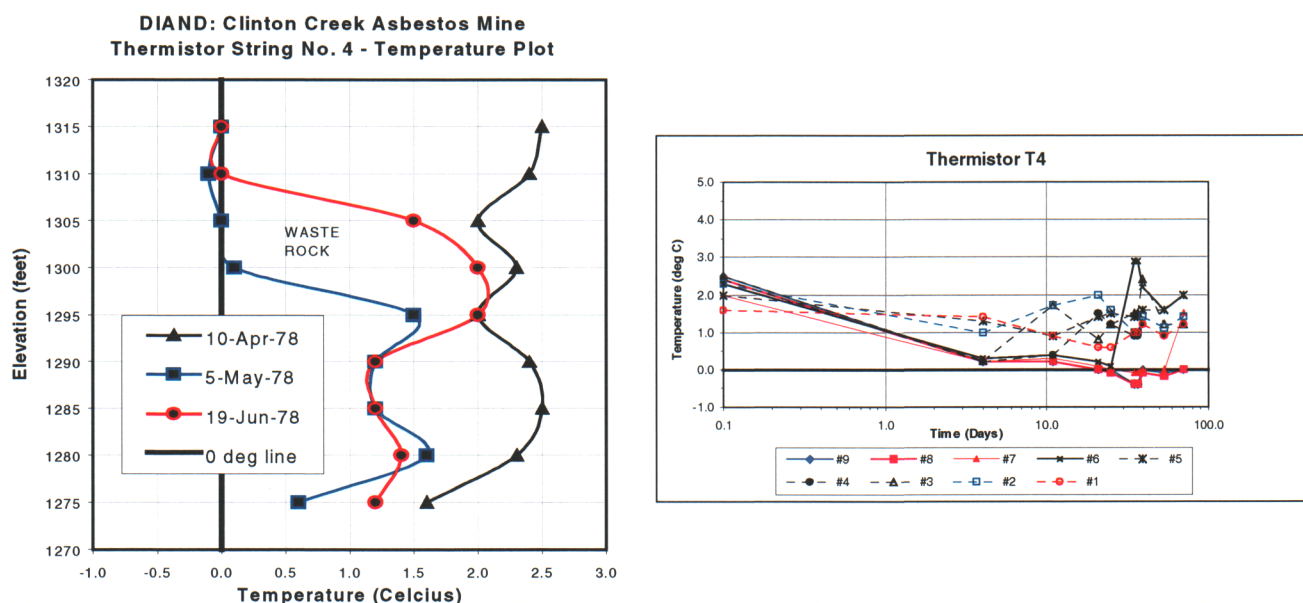 DIAND: Clinton Creek Asbestos Mine
Thermistor String No. 4 - Temperature Plot
Elevation (feet)
1320
1315
1310
1305
1300
1295
1290
1285
1280
1275
1270
WASTE
ROCK
10-Apr-78
5-May-78
19-Jun-78
0 deg line
-1.0 -0.5 0.0 0.5 1.0 1.5 2.0 2.5 3.0
Temperature (Celcius)
Thermistor T4
Temperature (deg C)
5.0
4.0
3.0
2.0
1.0
0.0
-1.0
0.1 1.0 10.0 100.0
Time (Days)
#9 #8 #7 #6 #5
#4 #3 #2 #1